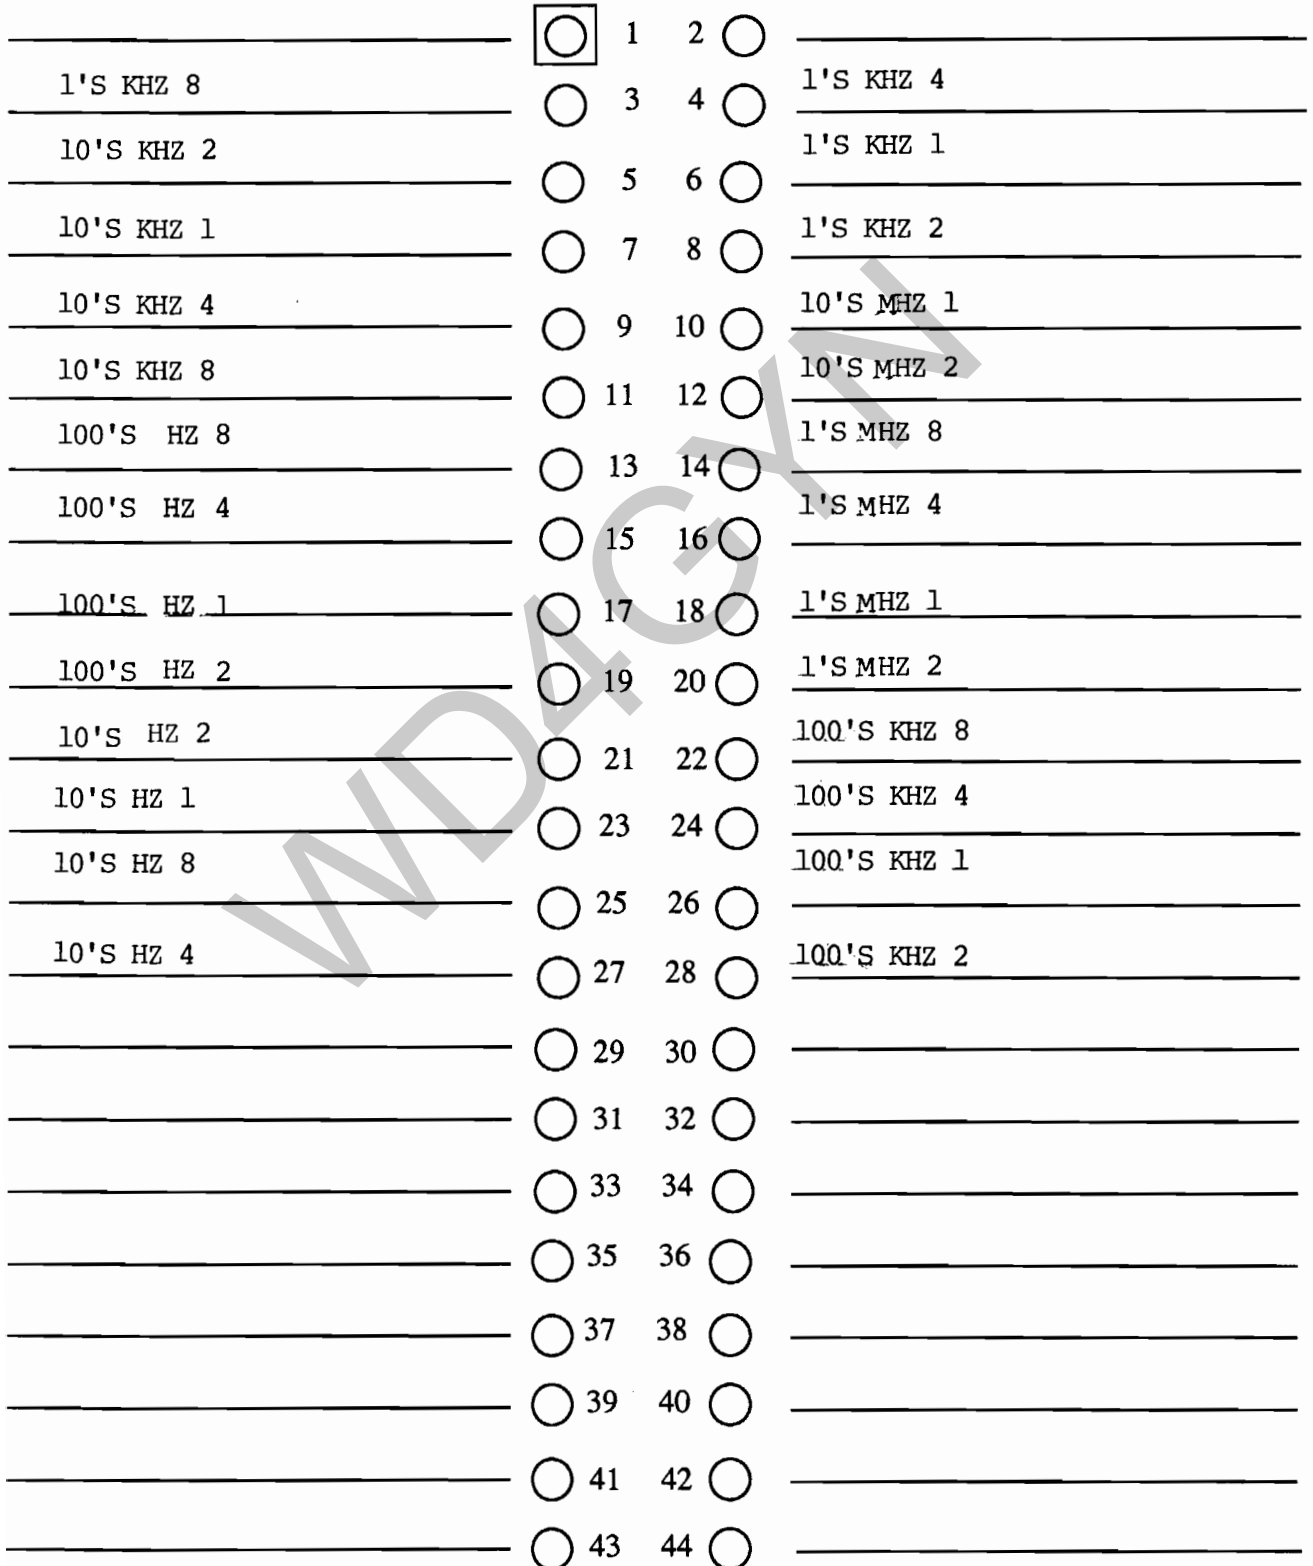 1 2
1'S KHZ 8 3 4 1'S KHZ 4
10'S KHZ 2 5 6 1'S KHZ 1
10'S KHZ 1 7 8 1'S KHZ 2
10'S KHZ 4 9 10 10'S MHZ 1
10'S KHZ 8 11 12 10'S MHZ 2
100'S HZ 8 13 14 1'S MHZ 8
100'S HZ 4 15 16 1'S MHZ 4
100'S HZ 1 17 18 1'S MHZ 1
100'S HZ 2 19 20 1'S MHZ 2
10'S HZ 2 21 22 100'S KHZ 8
10'S HZ 1 23 24 100'S KHZ 4
10'S HZ 8 25 26 100'S KHZ 1
10'S HZ 4 27 28 100'S KHZ 2
29 30
31 32
33 34
35 36
37 38
39 40
41 42
43 44
WD4GYN